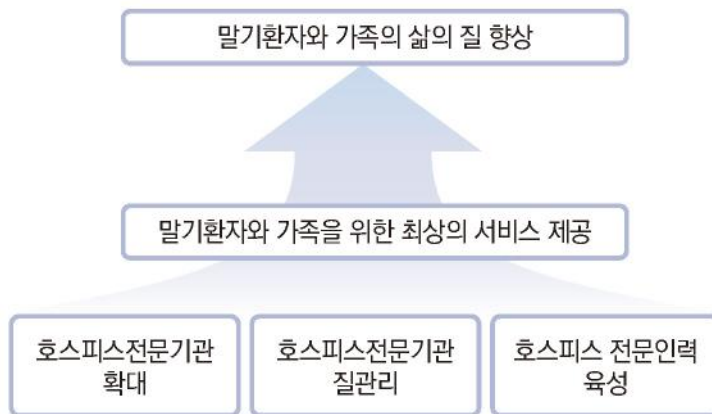 말기환자와 가족의 삶의 질 향상
말기환자와 가족을 위한 최상의 서비스 제공
호스피스전문기관
확대
호스피스전문기관
질관리
호스피스 전문인력
육성